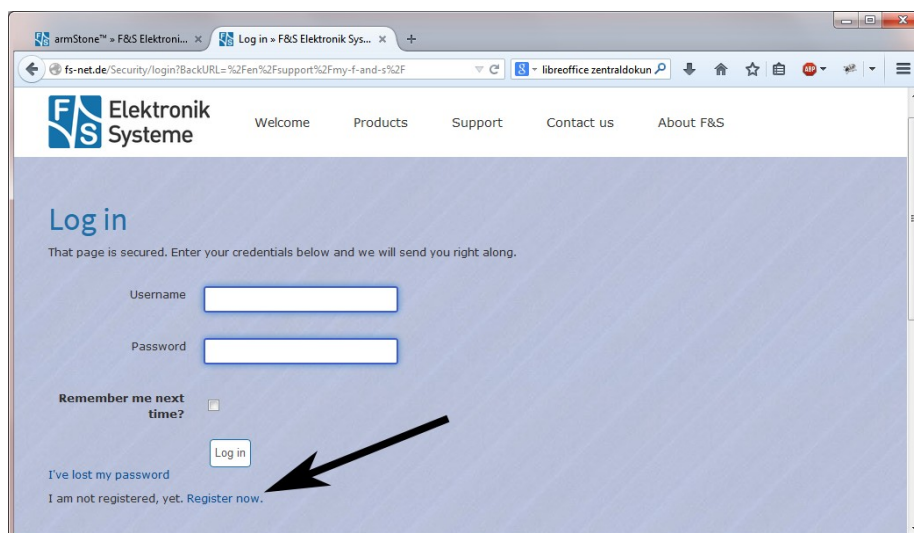 armStone™ » F&S Elektroni... ×
Log in » F&S Elektronik Sys... ×
fs-net.de/Security/login?BackURL=%2Fen%2Fsupport%2Fmy-f-and-s%2F
libreoffice zentraldokun
ABP
F&S Elektronik Systeme
Welcome Products Support Contact us About F&S
Log in
That page is secured. Enter your credentials below and we will send you right along.
Username
Password
Remember me next
time?
Log in
I've lost my password
I am not registered, yet. Register now.